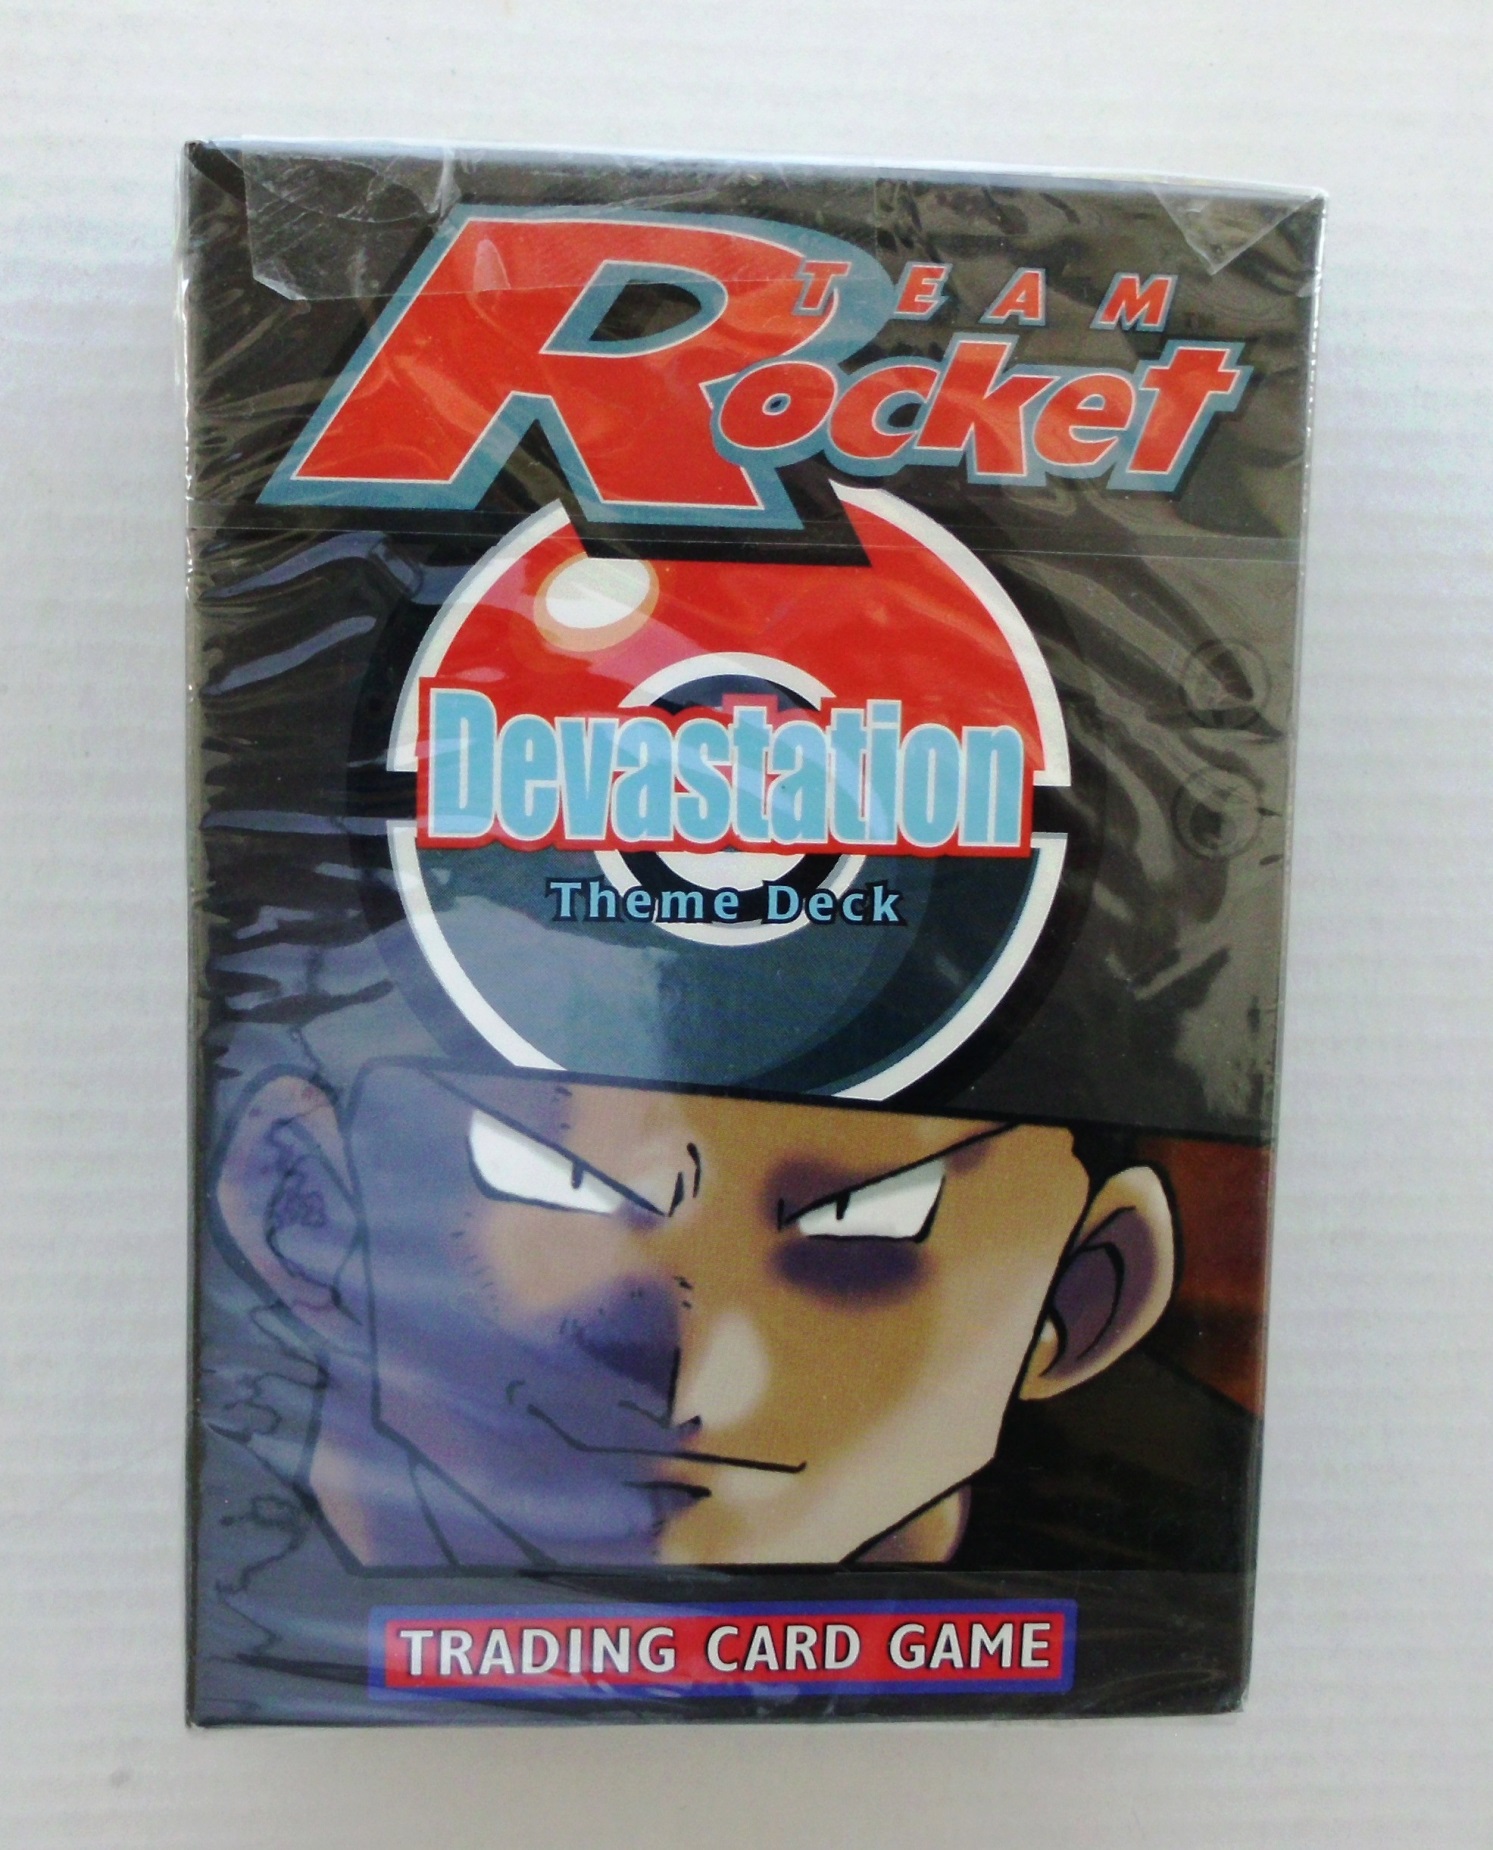 TEAM
Rocket
Devastation
Theme Deck
TRADING CARD GAME